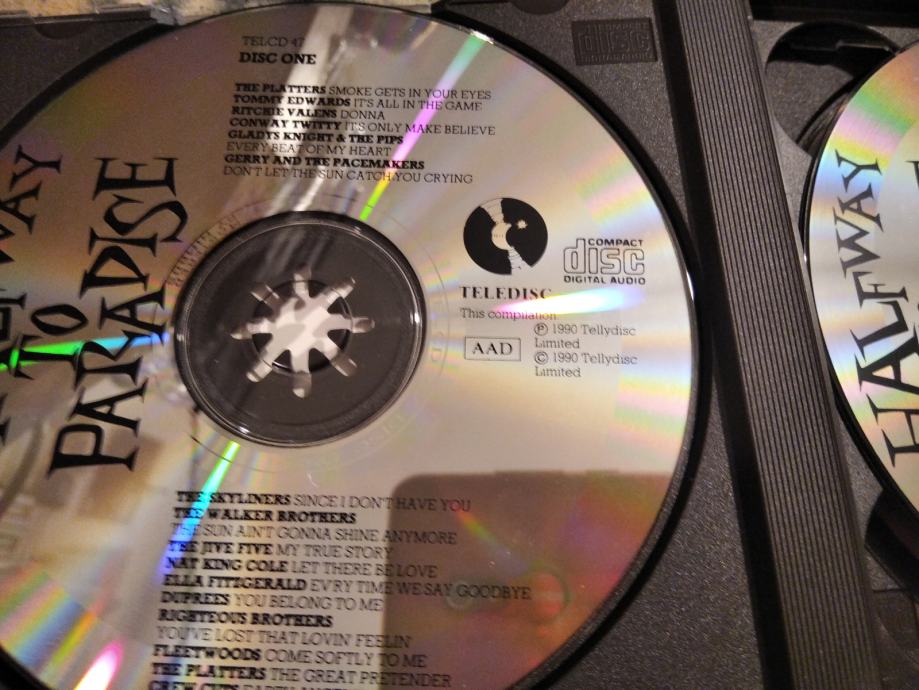 TELCD 47
DISC ONE
THE PLATTERS SMOKE GETS IN YOUR EYES
TOMMY EDWARDS IT'S ALL IN THE GAME
RITCHIE VALENS DONNA
CONWAY TWITTY IT'S ONLY MAKE BELIEVE
GLADYS KNIGHT & THE PIPS
EVERY BEAT OF MY HEART
GERRY AND THE PACEMAKERS
DON'T LET THE SUN CATCH YOU CRYING
TO
PARADISE
TELEDISC
COMPACT
disc
DIGITAL AUDIO
This compilation
℗ 1990 Tellydisc
Limited
AAD
© 1990 Tellydisc
Limited
THE SKYLINERS SINCE I DON'T HAVE YOU
THE WALKER BROTHERS
THE SUN AIN'T GONNA SHINE ANYMORE
THE JIVE FIVE MY TRUE STORY
NAT KING COLE LET THERE BE LOVE
ELLA FITZGERALD EVRY TIME WE SAY GOODBYE
DUPREES YOU BELONG TO ME
RIGHTEOUS BROTHERS
YOU'VE LOST THAT LOVIN' FEELIN'
FLEETWOODS COME SOFTLY TO ME
THE PLATTERS THE GREAT PRETENDER
disc
HALFWAY